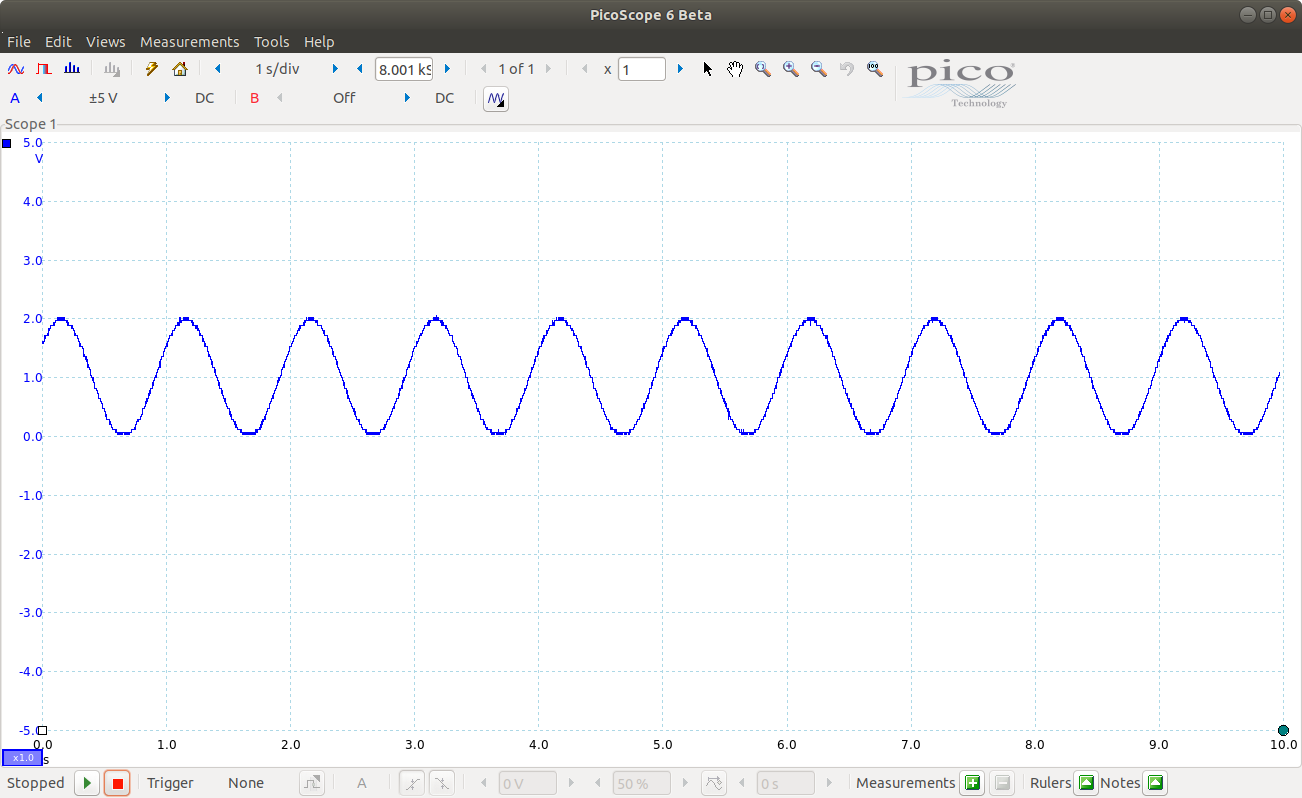 PicoScope 6 Beta
File Edit Views Measurements Tools Help
1 s/div 8.001 kS 1 of 1 x 1
pico
Technology
A ±5 V DC B Off DC
Scope 1
5.0
V
4.0
3.0
2.0
1.0
0.0
-1.0
-2.0
-3.0
-4.0
-5.0
0.0 1.0 2.0 3.0 4.0 5.0 6.0 7.0 8.0 9.0 10.0
x1.0 s
Stopped Trigger None A 0 V 50 % 0 s Measurements Rulers Notes